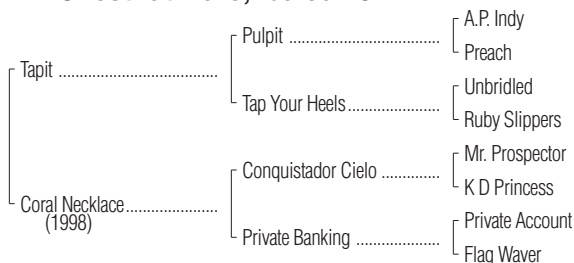 A.P. Indy
Pulpit ........................................
Preach
Tapit ..........................................
Unbridled
Tap Your Heels........................
Ruby Slippers
Mr. Prospector
Conquistador Cielo ...............
K D Princess
Coral Necklace........................
(1998)
Private Account
Private Banking ......................
Flag Waver